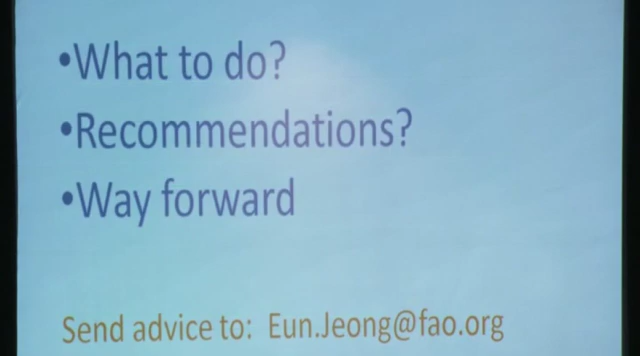 •What to do?
•Recommendations?
•Way forward
Send advice to: Eun.Jeong@fao.org